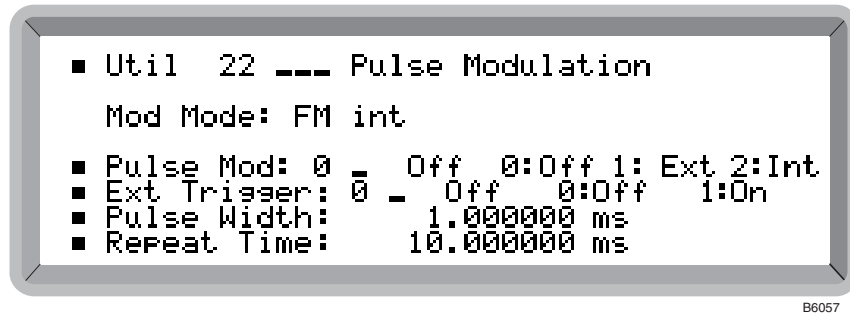 ■ Util 22 ___ Pulse Modulation
Mod Mode: FM int
■ Pulse Mod: 0 _ Off 0:Off 1: Ext 2:Int
■ Ext Trigger: 0 _ Off 0:Off 1:On
■ Pulse Width: 1.000000 ms
■ Repeat Time: 10.000000 ms
B6057